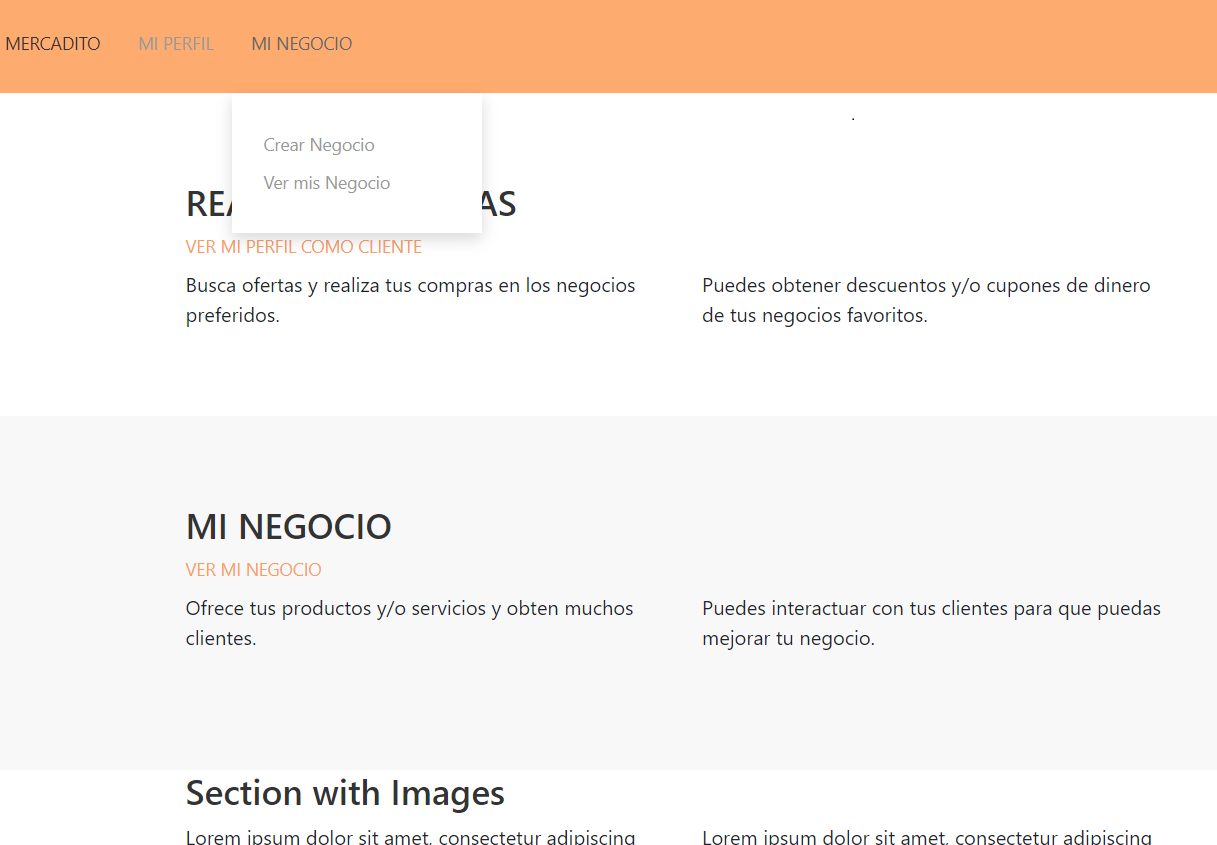 MERCADITO MI PERFIL MI NEGOCIO
.
Crear Negocio
Ver mis Negocio
AS
VER MI PERFIL COMO CLIENTE
Busca ofertas y realiza tus compras en los negocios
preferidos.
Puedes obtener descuentos y/o cupones de dinero
de tus negocios favoritos.
MI NEGOCIO
VER MI NEGOCIO
Ofrece tus productos y/o servicios y obten muchos
clientes.
Puedes interactuar con tus clientes para que puedas
mejorar tu negocio.
Section with Images
Lorem ipsum dolor sit amet, consectetur adipiscing
Lorem ipsum dolor sit amet, consectetur adipiscing